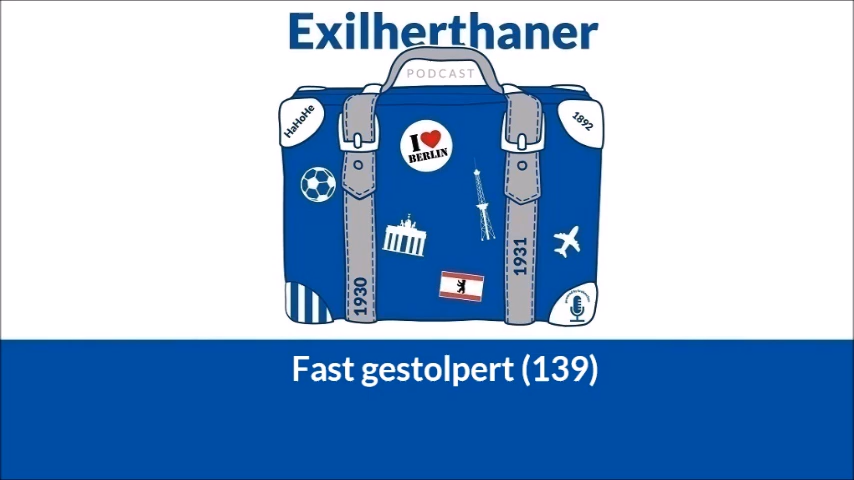 Exilherthaner
PODCAST
HaHoHe
1892
I
BERLIN
1931
1930
Fast gestolpert (139)